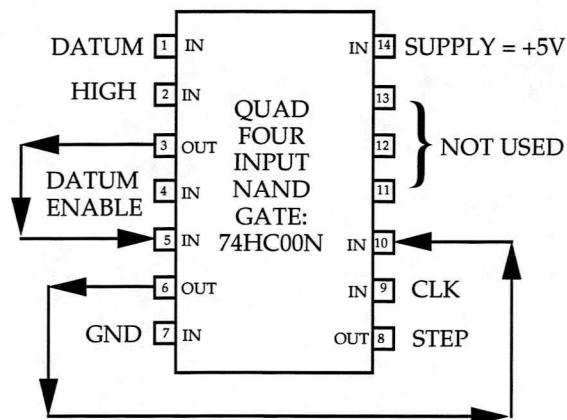 DATUM 1 IN
HIGH 2 IN
3 OUT
DATUM
ENABLE
4 IN
5 IN
6 OUT
GND 7 IN
QUAD
FOUR
INPUT
NAND
GATE:
74HC00N
IN 14 SUPPLY = +5V
13
12 NOT USED
11
IN 10
IN 9 CLK
OUT 8 STEP